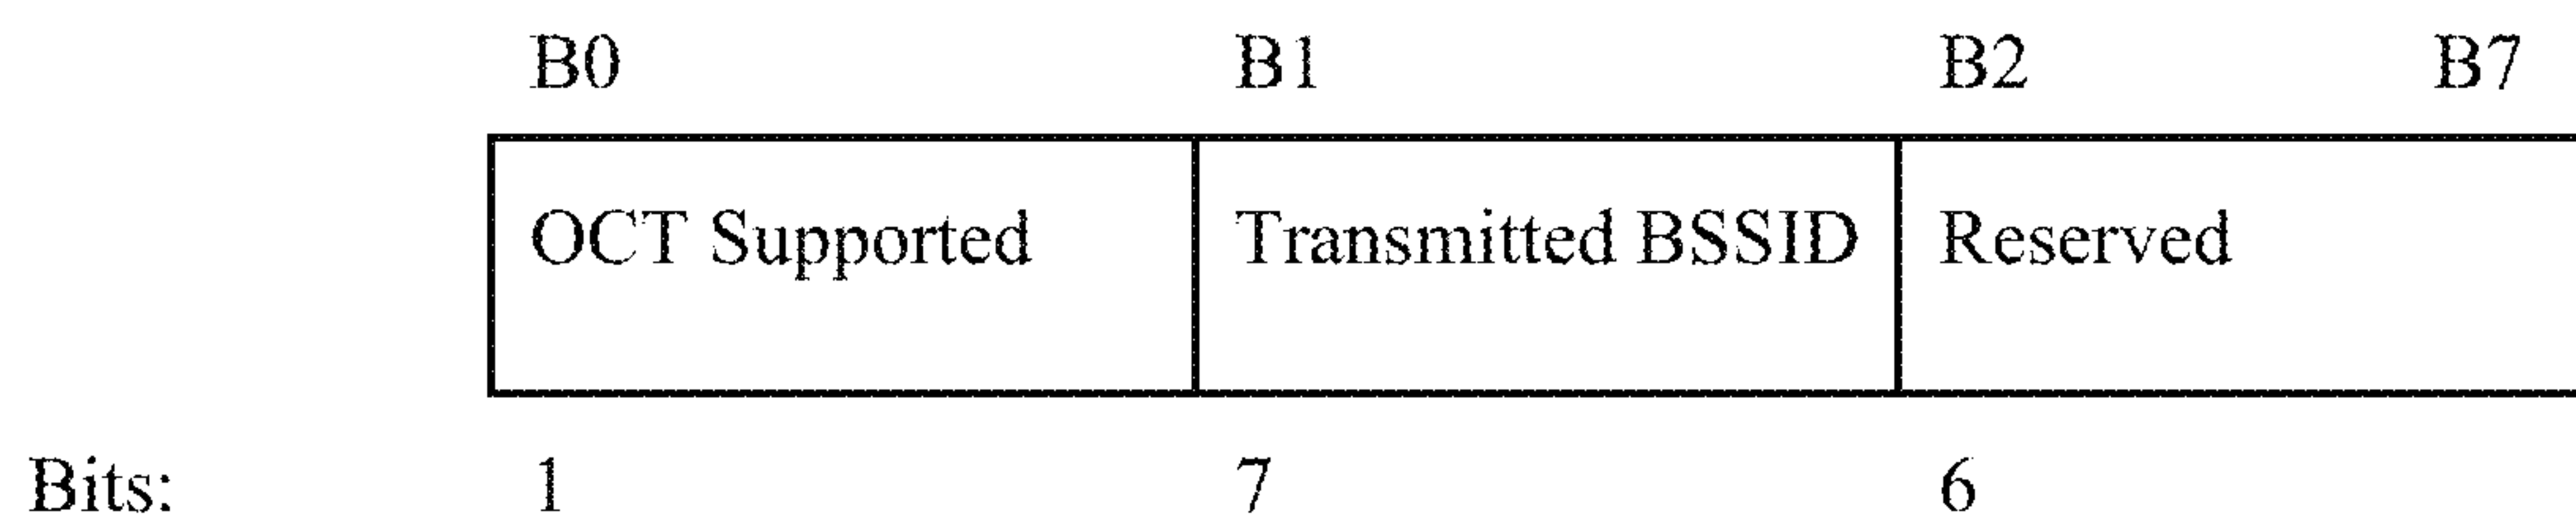 B0 B1 B2 B7
OCT Supported Transmitted BSSID Reserved
Bits: 1 7 6